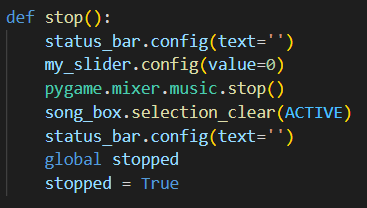 def stop():
    status_bar.config(text='')
    my_slider.config(value=0)
    pygame.mixer.music.stop()
    song_box.selection_clear(ACTIVE)
    status_bar.config(text='')
    global stopped
    stopped = True